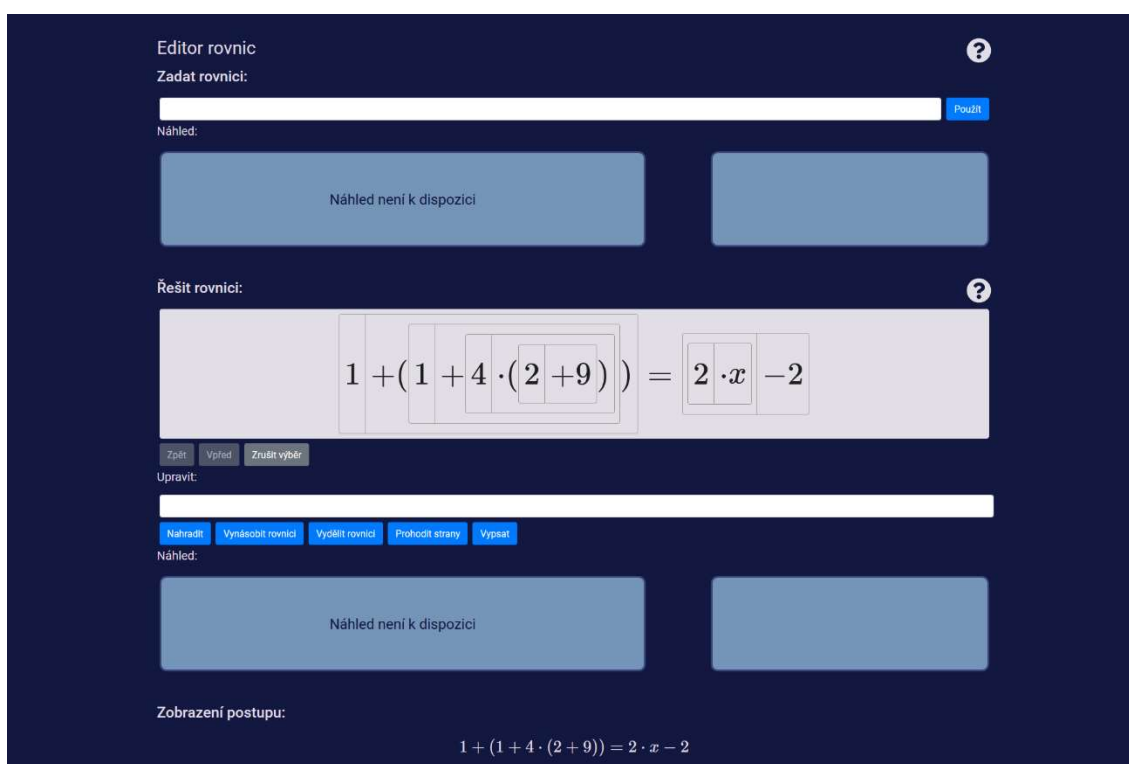 Editor rovnic
Zadat rovnici:
Použít
Náhled:
Náhled není k dispozici
Řešit rovnici:
1 +( 1 + 4 ·( 2 +9 ) ) = 2 · x −2
Zpět Vpřed Zrušit výběr
Upravit:
Nahradit Vynásobit rovnici Vydělit rovnici Prohodit strany Vypsat
Náhled:
Náhled není k dispozici
Zobrazení postupu:
1 + (1 + 4 · (2 + 9)) = 2 · x − 2